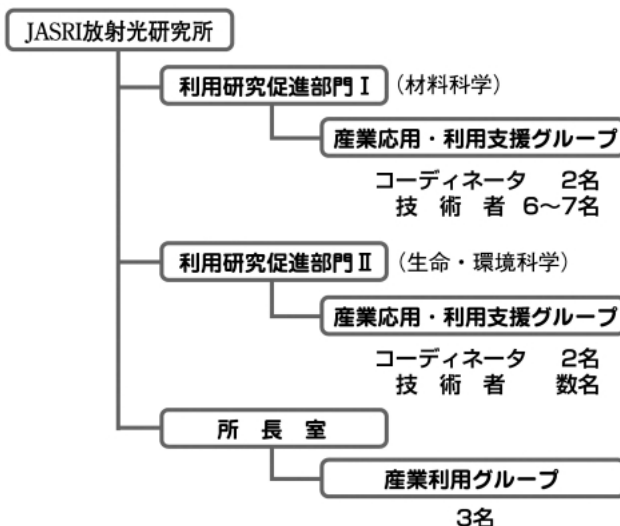 JASRI放射光研究所
利用研究促進部門Ⅰ（材料科学）
産業応用・利用支援グループ
コーディネータ 2名
技術者 6〜7名
利用研究促進部門Ⅱ（生命・環境科学）
産業応用・利用支援グループ
コーディネータ 2名
技術者 数名
所長室
産業利用グループ
3名